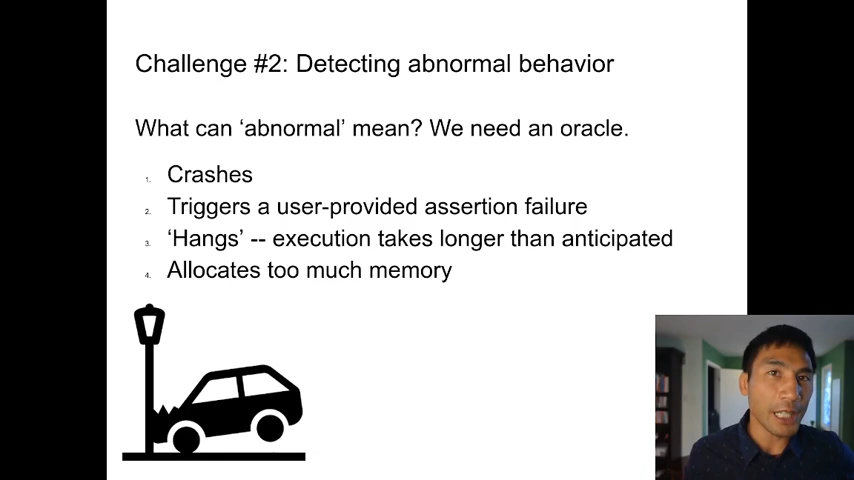 Challenge #2: Detecting abnormal behavior
What can ‘abnormal’ mean? We need an oracle.
1. Crashes
2. Triggers a user-provided assertion failure
3. ‘Hangs’ -- execution takes longer than anticipated
4. Allocates too much memory